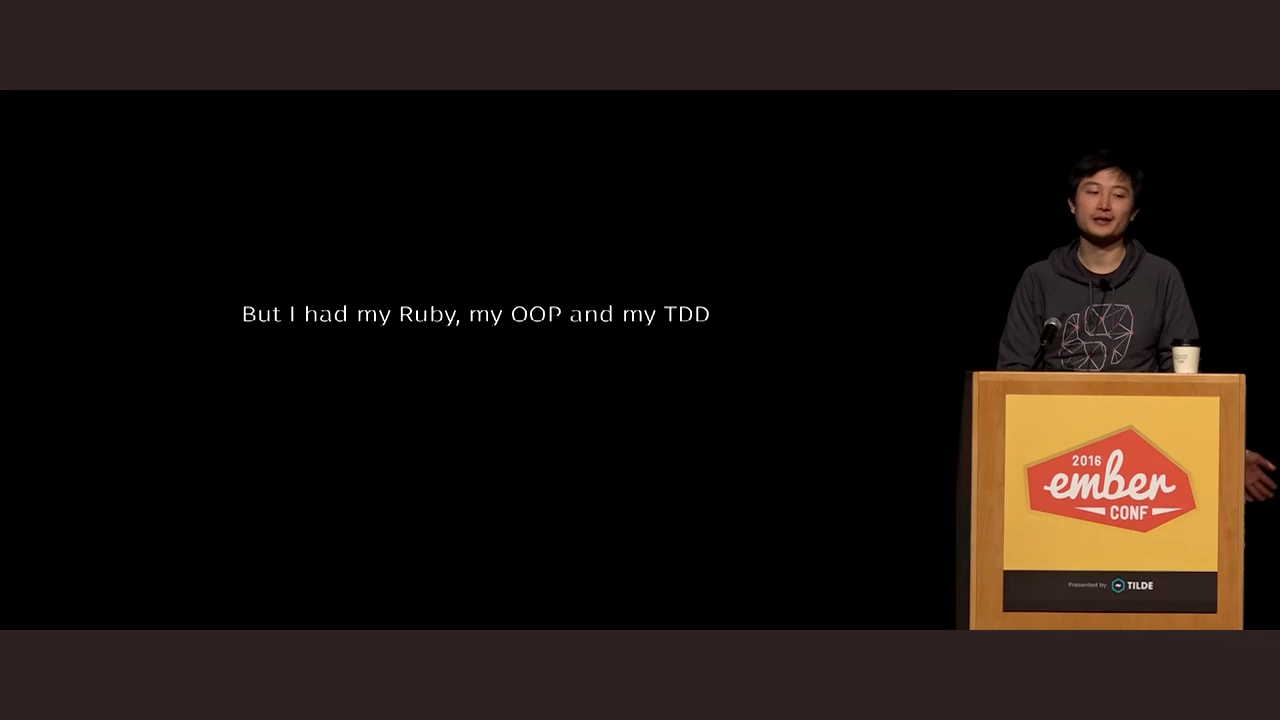 But I had my Ruby, my OOP and my TDD
2016
ember
CONF
Presented by TILDE